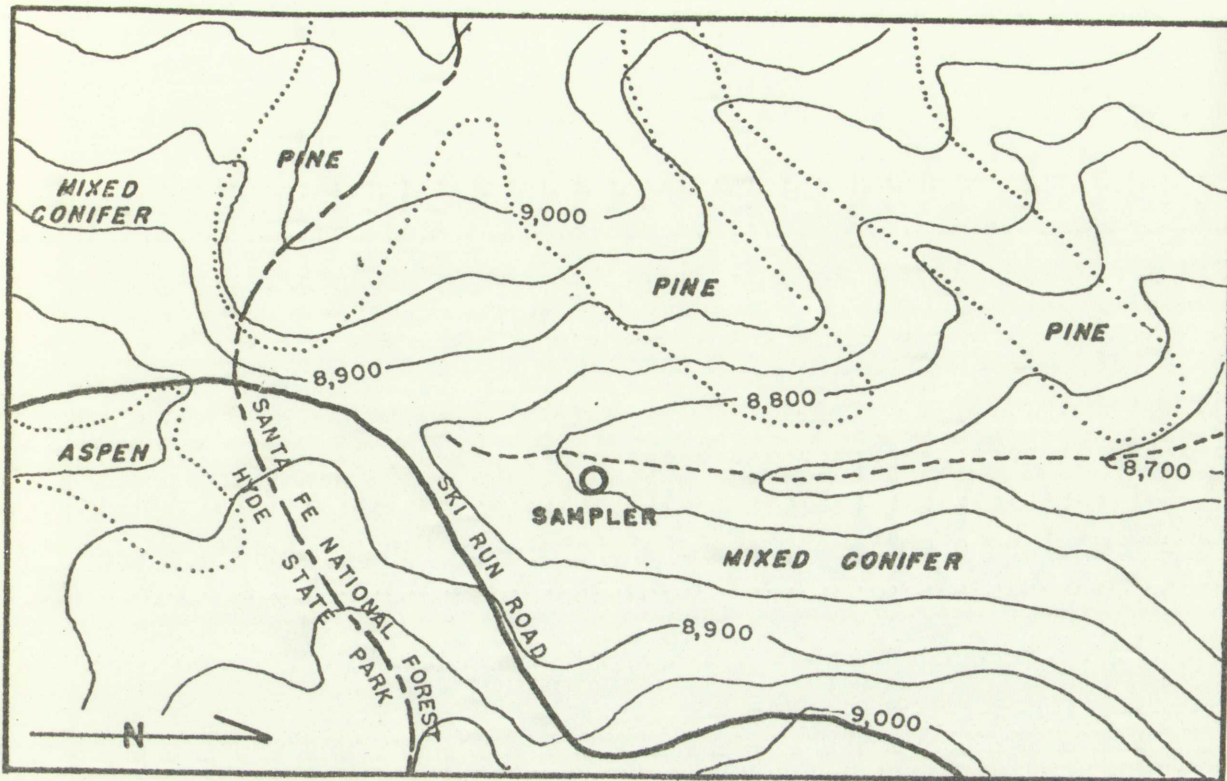 PINE
MIXED
CONIFER
9,000
PINE
PINE
8,900
8,800
ASPEN
SANTA FE NATIONAL FOREST
HYDE STATE PARK
SKI RUN ROAD
8,700
SAMPLER
MIXED CONIFER
8,900
9,000
N